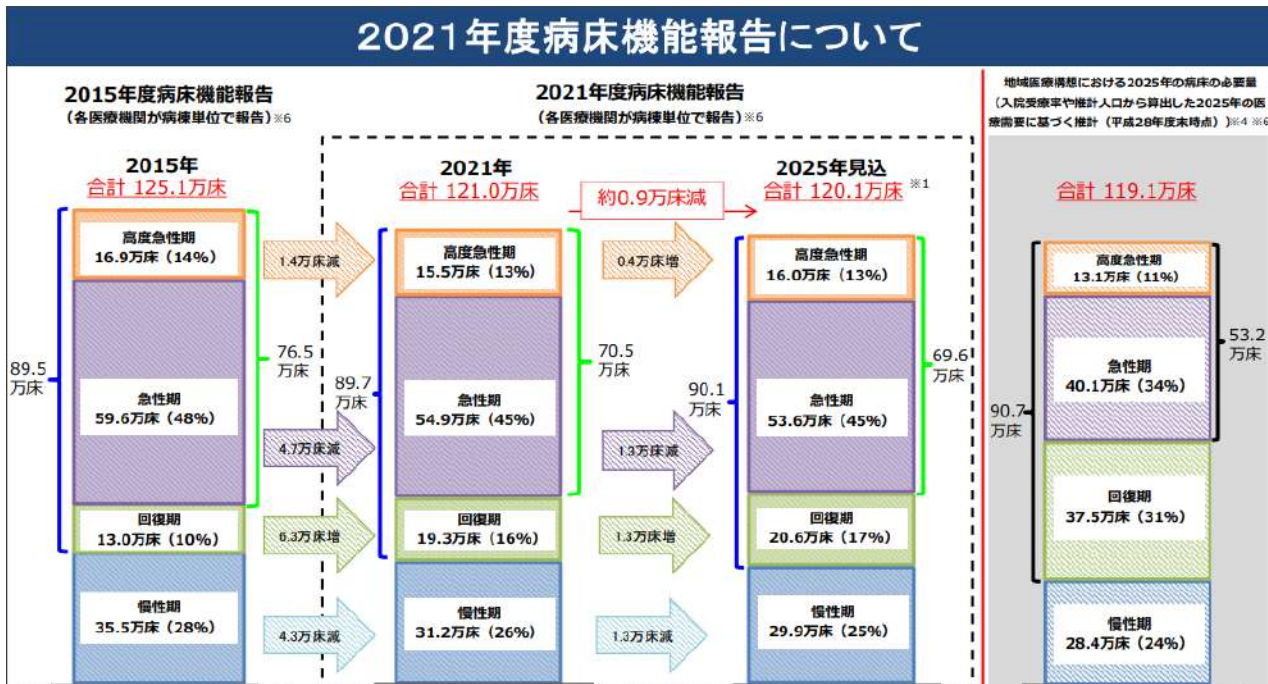 2021年度病床機能報告について
2015年度病床機能報告
（各医療機関が病棟単位で報告）※6
2021年度病床機能報告
（各医療機関が病棟単位で報告）※6
地域医療構想における2025年の病床の必要量
（入院受療率や推計人口から算出した2025年の医
療需要に基づく推計（平成28年度末時点））※4 ※6
2015年
合計 125.1万床
2021年
合計 121.0万床
約0.9万床減
2025年見込
合計 120.1万床 ※1
合計 119.1万床
高度急性期
16.9万床（14%）
急性期
59.6万床（48%）
回復期
13.0万床（10%）
慢性期
35.5万床（28%）
89.5
万床
76.5
万床
1.4万床減
4.7万床減
6.3万床増
4.3万床減
高度急性期
15.5万床（13%）
急性期
54.9万床（45%）
回復期
19.3万床（16%）
慢性期
31.2万床（26%）
89.7
万床
70.5
万床
0.4万床増
1.3万床減
1.3万床増
1.3万床減
高度急性期
16.0万床（13%）
急性期
53.6万床（45%）
回復期
20.6万床（17%）
慢性期
29.9万床（25%）
90.1
万床
69.6
万床
高度急性期
13.1万床（11%）
急性期
40.1万床（34%）
回復期
37.5万床（31%）
慢性期
28.4万床（24%）
90.7
万床
53.2
万床